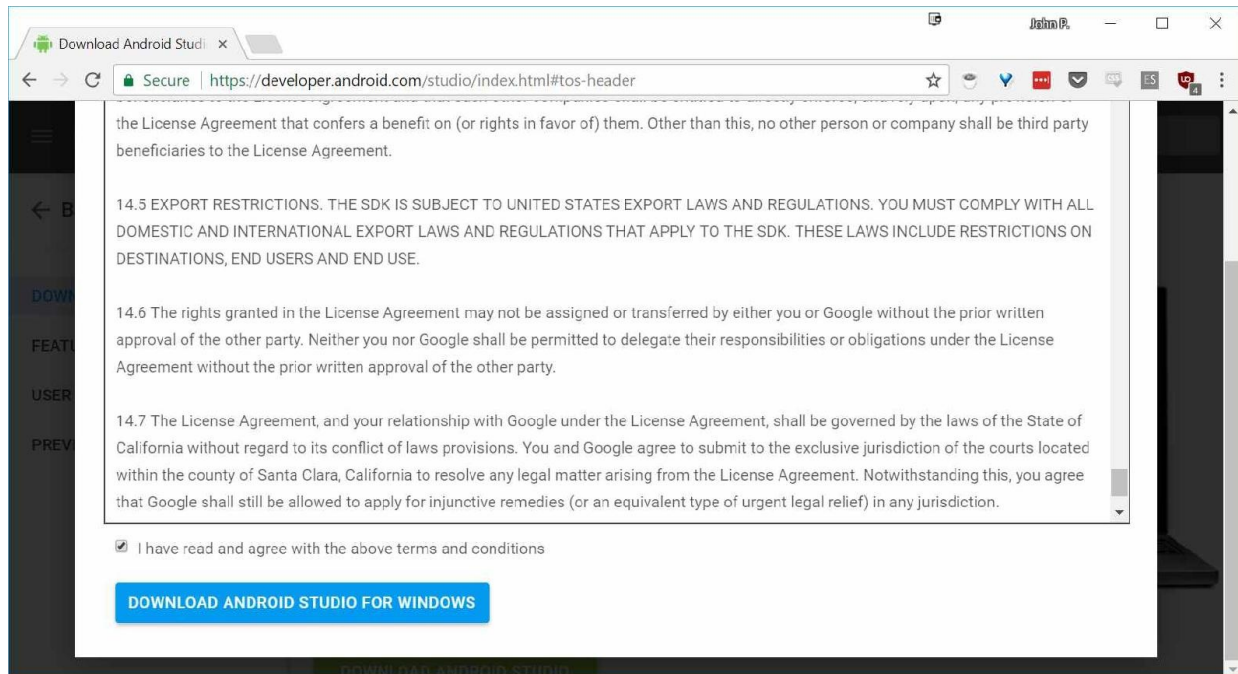 John P.
Download Android Studi
Secure | https://developer.android.com/studio/index.html#tos-header
ES
4
the License Agreement that confers a benefit on (or rights in favor of) them. Other than this, no other person or company shall be third party
beneficiaries to the License Agreement.
14.5 EXPORT RESTRICTIONS. THE SDK IS SUBJECT TO UNITED STATES EXPORT LAWS AND REGULATIONS. YOU MUST COMPLY WITH ALL
DOMESTIC AND INTERNATIONAL EXPORT LAWS AND REGULATIONS THAT APPLY TO THE SDK. THESE LAWS INCLUDE RESTRICTIONS ON
DESTINATIONS, END USERS AND END USE.
14.6 The rights granted in the License Agreement may not be assigned or transferred by either you or Google without the prior written
approval of the other party. Neither you nor Google shall be permitted to delegate their responsibilities or obligations under the License
Agreement without the prior written approval of the other party.
14.7 The License Agreement, and your relationship with Google under the License Agreement, shall be governed by the laws of the State of
California without regard to its conflict of laws provisions. You and Google agree to submit to the exclusive jurisdiction of the courts located
within the county of Santa Clara, California to resolve any legal matter arising from the License Agreement. Notwithstanding this, you agree
that Google shall still be allowed to apply for injunctive remedies (or an equivalent type of urgent legal relief) in any jurisdiction.
I have read and agree with the above terms and conditions
DOWNLOAD ANDROID STUDIO FOR WINDOWS
B
DOWN
FEATU
USER
PREVI
DOWNLOAD ANDROID STUDIO